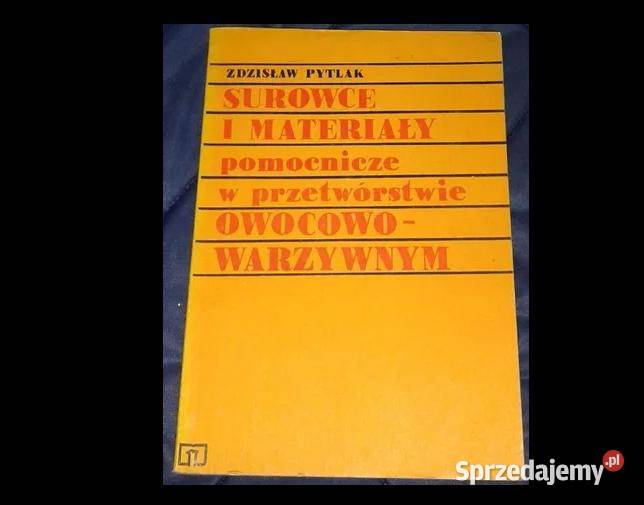 ZDZISŁAW PYTLAK
SUROWCE
I MATERIAŁY
pomocnicze
w przetwórstwie
OWOCOWO-
WARZYWNYM
Sprzedajemy.pl